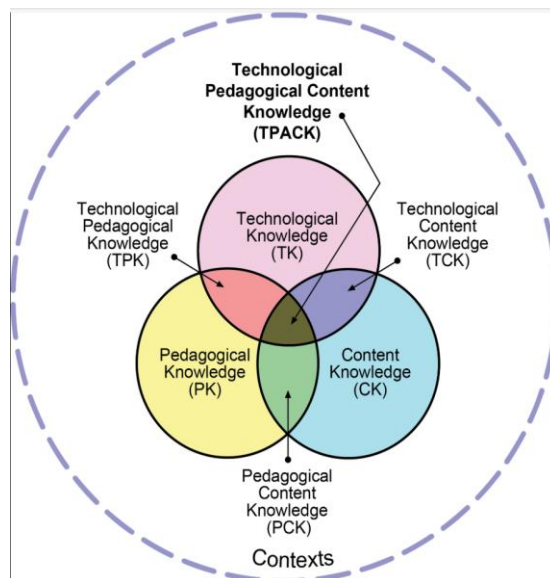 Technological
Pedagogical Content
Knowledge
(TPACK)
Technological
Pedagogical
Knowledge
(TPK)
Technological
Knowledge
(TK)
Technological
Content
Knowledge
(TCK)
Pedagogical
Knowledge
(PK)
Content
Knowledge
(CK)
Pedagogical
Content
Knowledge
(PCK)
Contexts